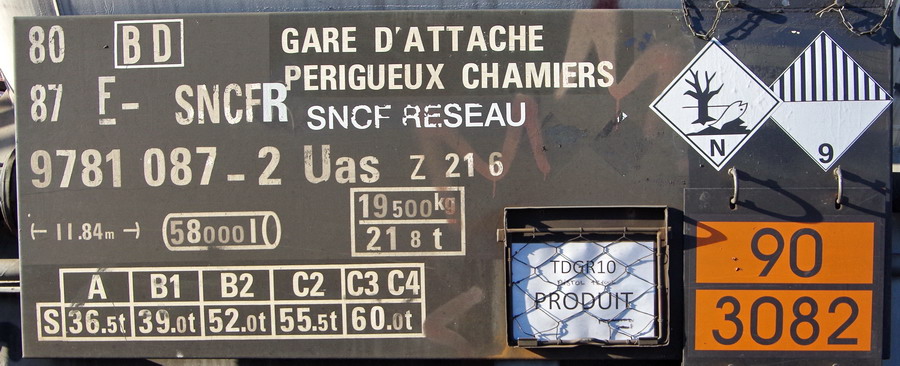 80 BD
87 F- SNCFR
9781 087-2 Uas Z 21 6
11.84m
58000 l
19500kg
21 8 t
A B1 B2 C2 C3 C4
S 36.5t 39.0t 52.0t 55.5t 60.0t
GARE D'ATTACHE
PERIGUEUX CHAMIERS
SNCF RESEAU
TDGR10
PRODUIT
N
9
90
3082